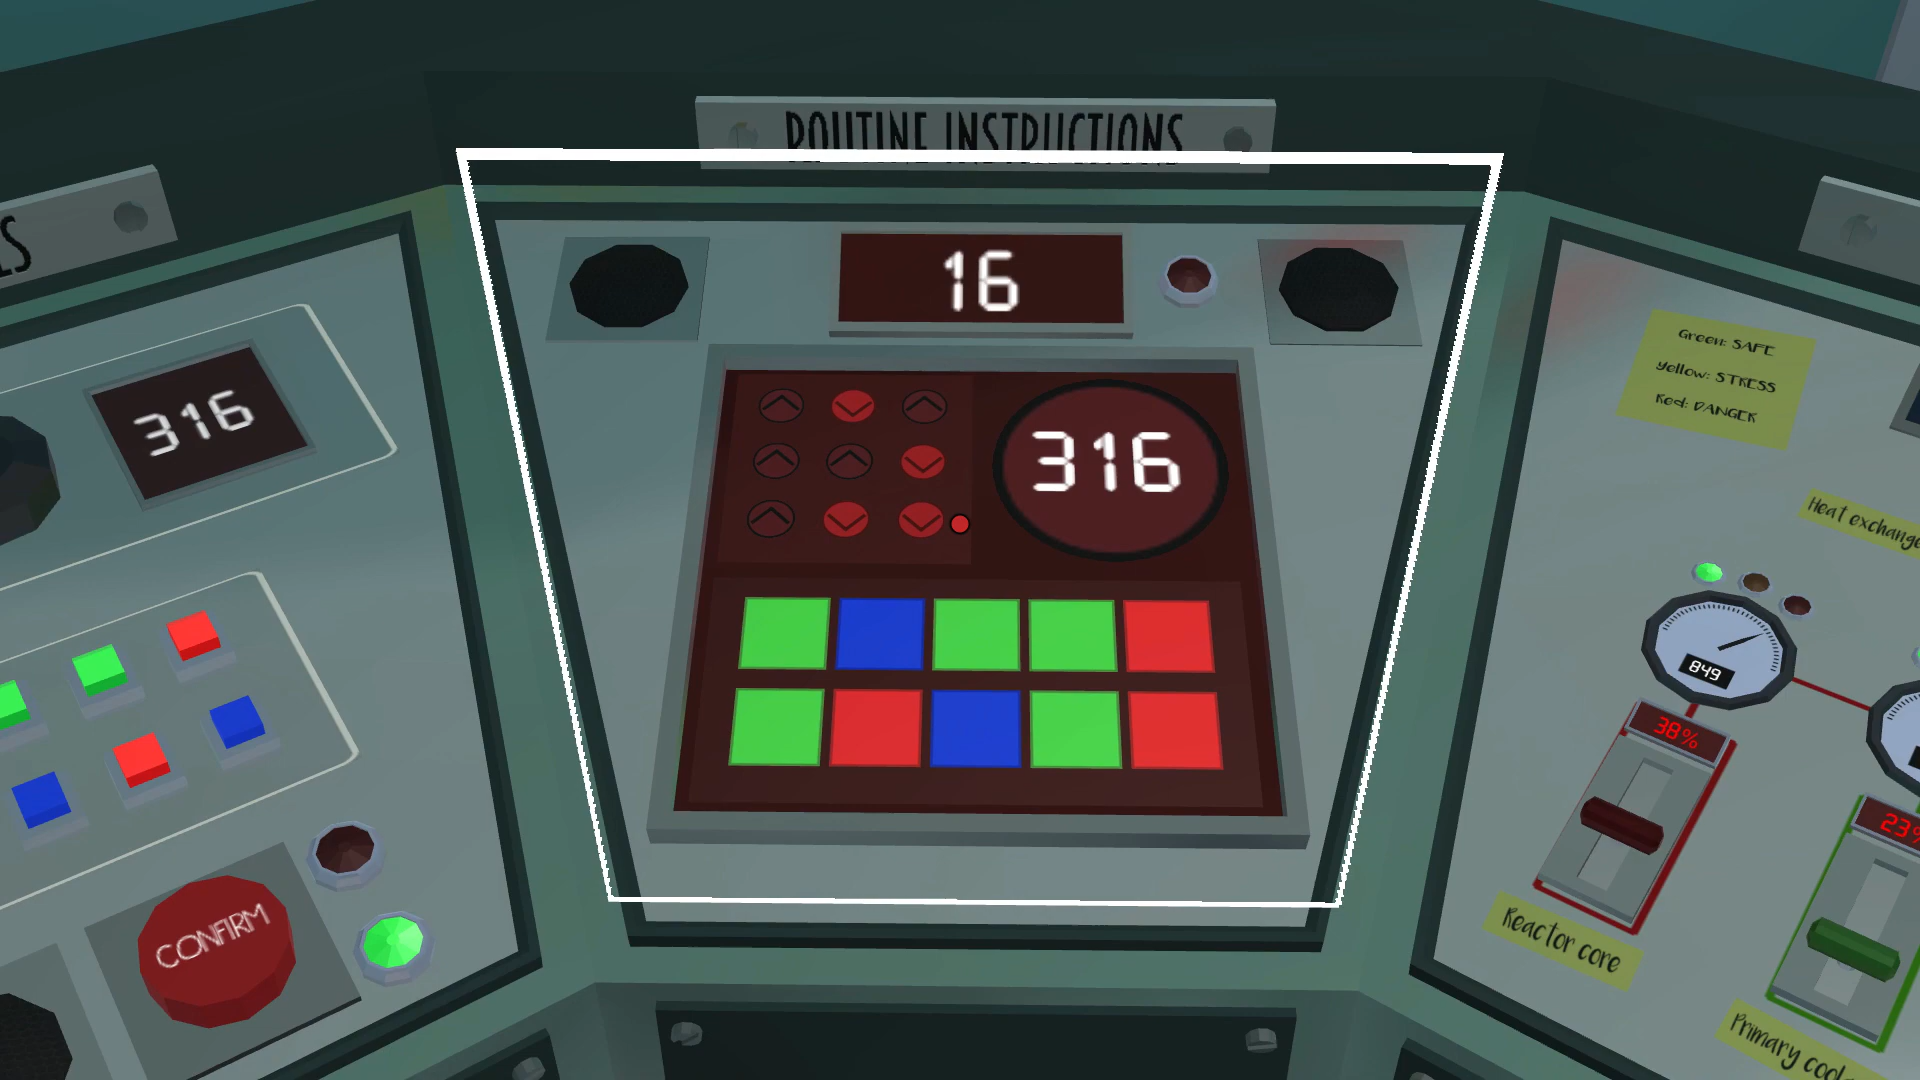 ROUTINE INSTRUCTIONS
LS
16
316
316
Green: SAFE
Yellow: STRESS
Red: DANGER
Heat exchange
849
38%
23%
CONFIRM
Reactor core
Primary cool